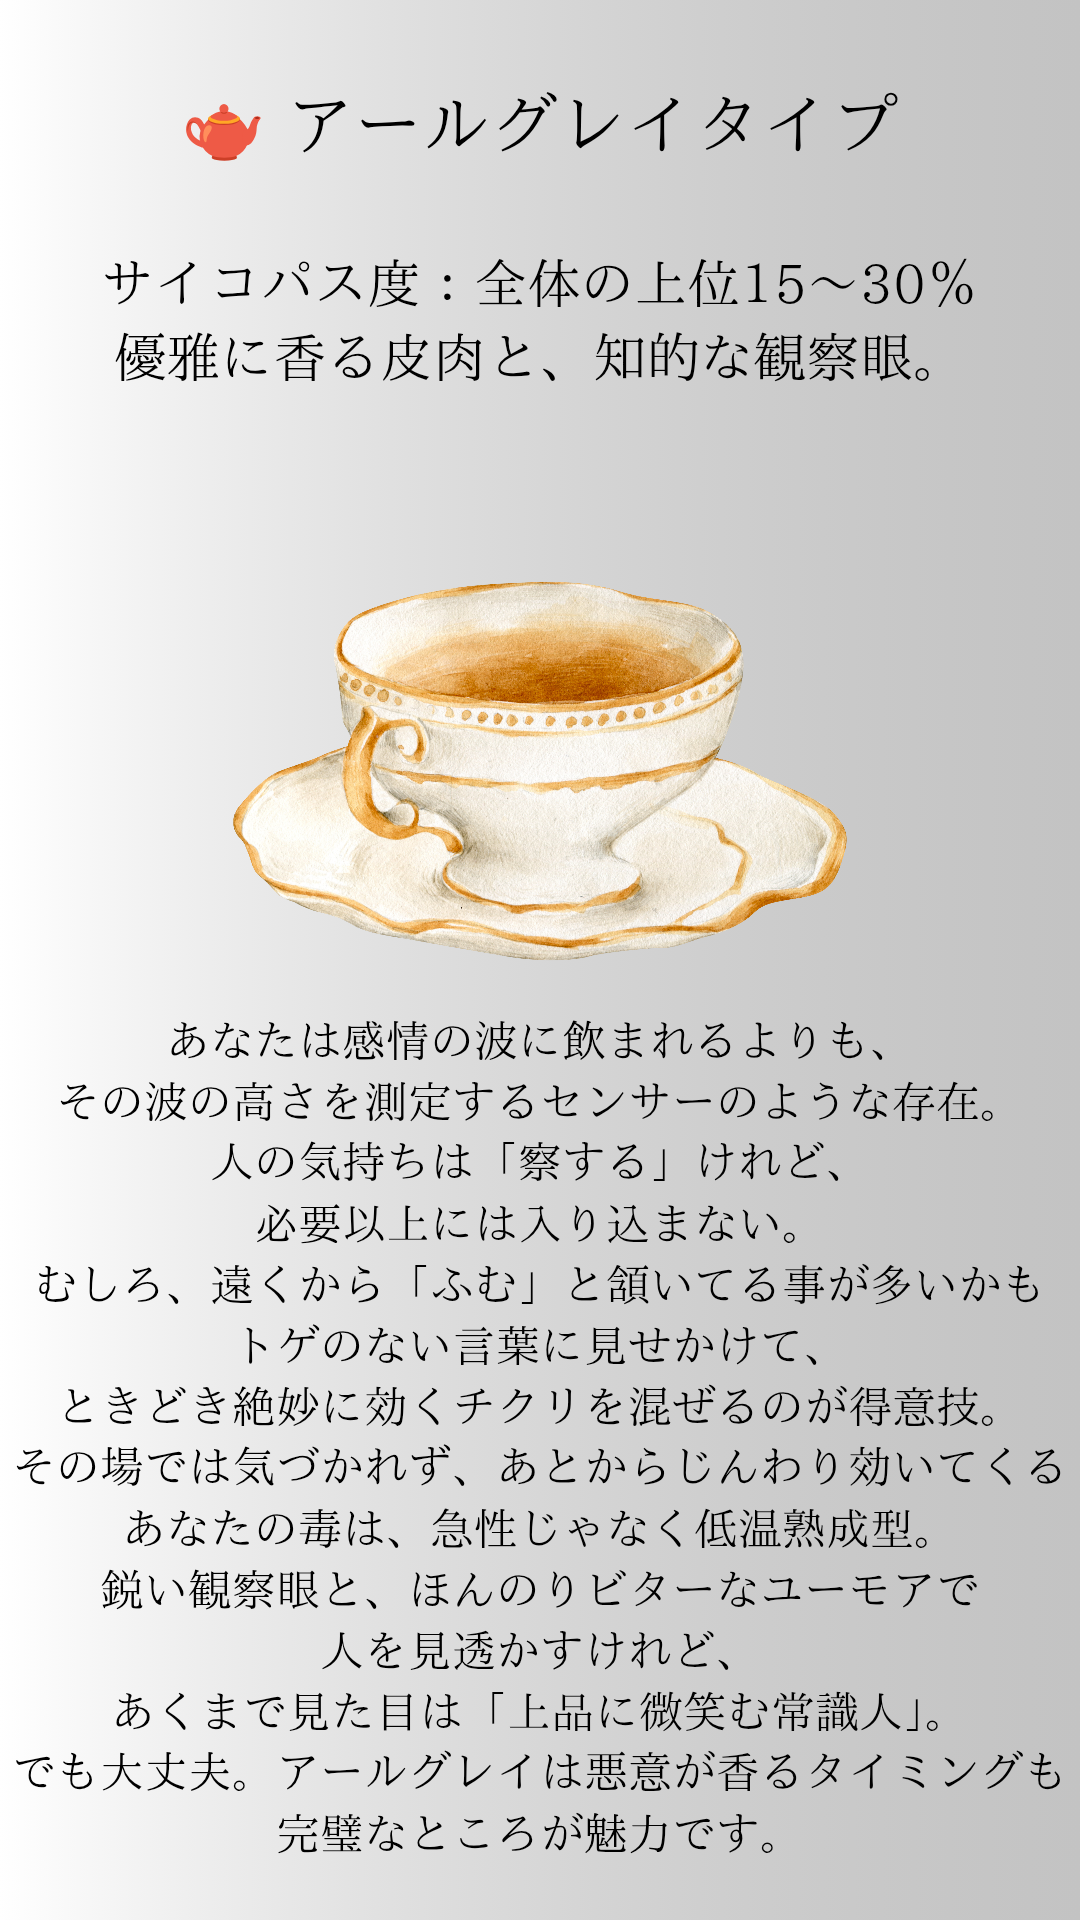 アールグレイタイプ
サイコパス度：全体の上位15〜30％
優雅に香る皮肉と、知的な観察眼。
あなたは感情の波に飲まれるよりも、
その波の高さを測定するセンサーのような存在。
人の気持ちは「察する」けれど、
必要以上には入り込まない。
むしろ、遠くから「ふむ」と頷いてる事が多いかも
トゲのない言葉に見せかけて、
ときどき絶妙に効くチクリを混ぜるのが得意技。
その場では気づかれず、あとからじんわり効いてくる
あなたの毒は、急性じゃなく低温熟成型。
鋭い観察眼と、ほんのりビターなユーモアで
人を見透かすけれど、
あくまで見た目は「上品に微笑む常識人」。
でも大丈夫。アールグレイは悪意が香るタイミングも
完璧なところが魅力です。